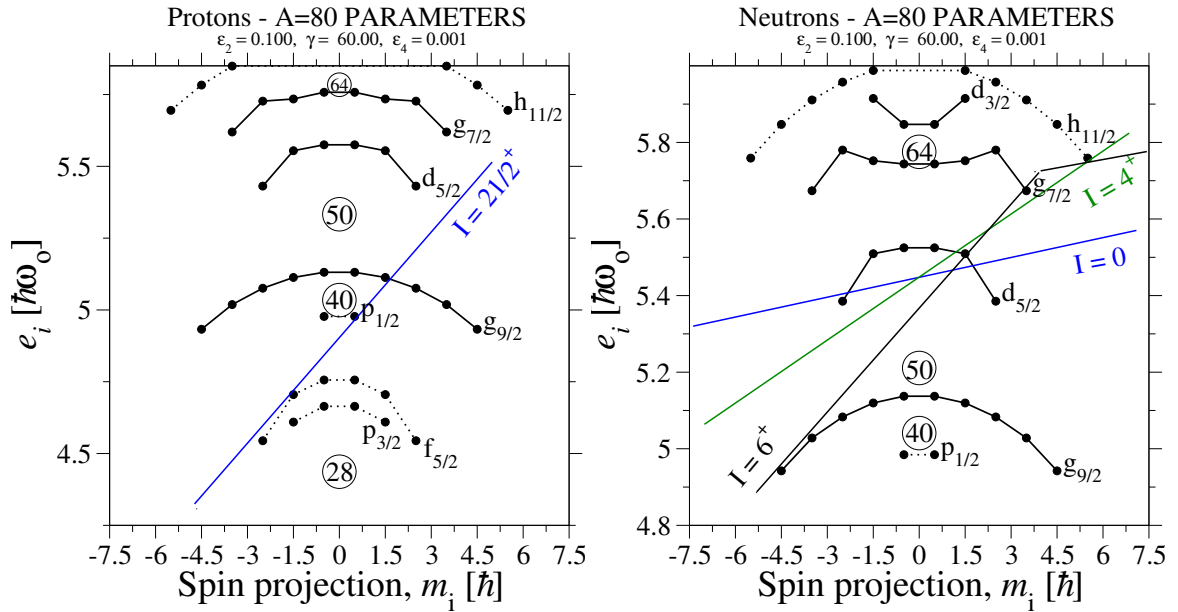 Protons - A=80 PARAMETERS
ε₂ = 0.100, γ = 60.00, ε₄ = 0.001
64
h₁₁/₂
g₇/₂
d₅/₂
I = 21/2⁺
50
40
p₁/₂
g₉/₂
p₃/₂
f₅/₂
28
5.5
5
4.5
e_i [ħω₀]
-7.5 -6 -4.5 -3 -1.5 0 1.5 3 4.5 6 7.5
Spin projection, m_i [ħ]
Neutrons - A=80 PARAMETERS
ε₂ = 0.100, γ = 60.00, ε₄ = 0.001
d₃/₂
h₁₁/₂
64
g₇/₂
I = 4⁺
I = 0
d₅/₂
50
40
p₁/₂
g₉/₂
I = 6⁺
6
5.8
5.6
5.4
5.2
5
4.8
e_i [ħω₀]
-7.5 -6 -4.5 -3 -1.5 0 1.5 3 4.5 6 7.5
Spin projection, m_i [ħ]